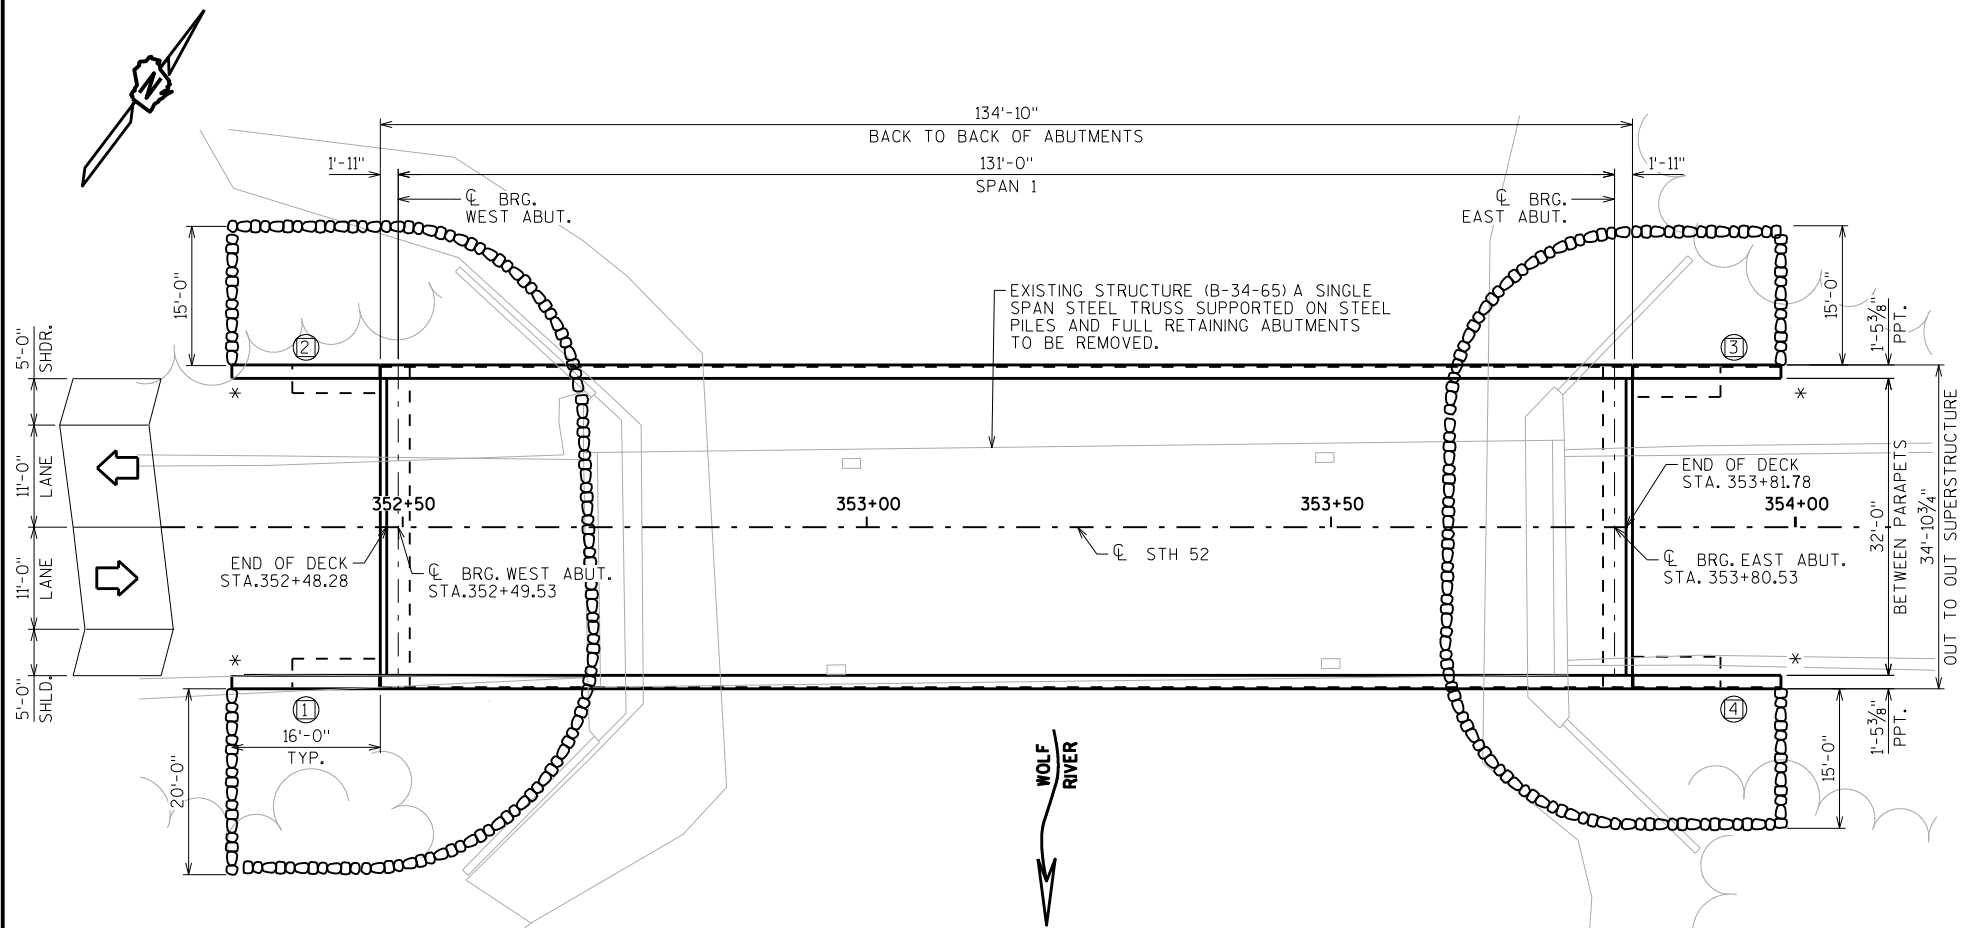 N
134'-10"
BACK TO BACK OF ABUTMENTS
1'-11"
131'-0"
SPAN 1
1'-11"
℄ BRG.
WEST ABUT.
℄ BRG.
EAST ABUT.
15'-0"
EXISTING STRUCTURE (B-34-65) A SINGLE
SPAN STEEL TRUSS SUPPORTED ON STEEL
PILES AND FULL RETAINING ABUTMENTS
TO BE REMOVED.
15'-0"
1'-5⅜"
PPT.
5'-0"
SHDR.
2
3
*
*
11'-0"
LANE
352+50
353+00
353+50
354+00
END OF DECK
STA. 353+81.78
END OF DECK
STA.352+48.28
℄ BRG. WEST ABUT.
STA.352+49.53
℄ STH 52
℄ BRG. EAST ABUT.
STA. 353+80.53
32'-0"
BETWEEN PARAPETS
34'-10¾"
OUT TO OUT SUPERSTRUCTURE
11'-0"
LANE
*
*
5'-0"
SHLD.
1
4
16'-0"
TYP.
20'-0"
WOLF
RIVER
15'-0"
1'-5⅜"
PPT.